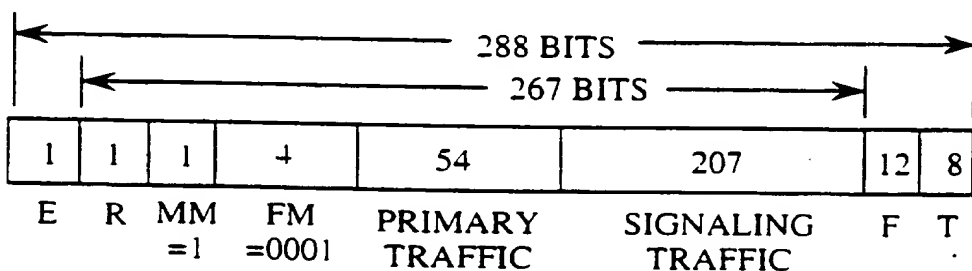 288 BITS
267 BITS
1 1 1 4 54 207 12 8
E R MM FM PRIMARY SIGNALING F T
=1 =0001 TRAFFIC TRAFFIC